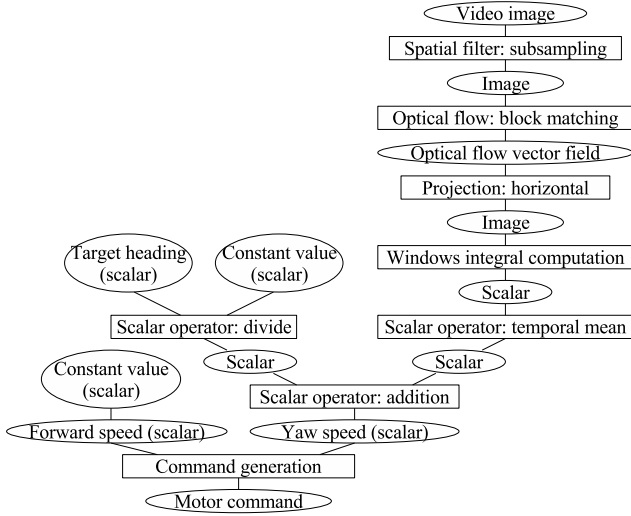 Video image
Spatial filter: subsampling
Image
Optical flow: block matching
Optical flow vector field
Projection: horizontal
Image
Windows integral computation
Scalar
Target heading
(scalar)
Constant value
(scalar)
Scalar operator: divide
Scalar operator: temporal mean
Scalar
Scalar
Constant value
(scalar)
Scalar operator: addition
Forward speed (scalar)
Yaw speed (scalar)
Command generation
Motor command